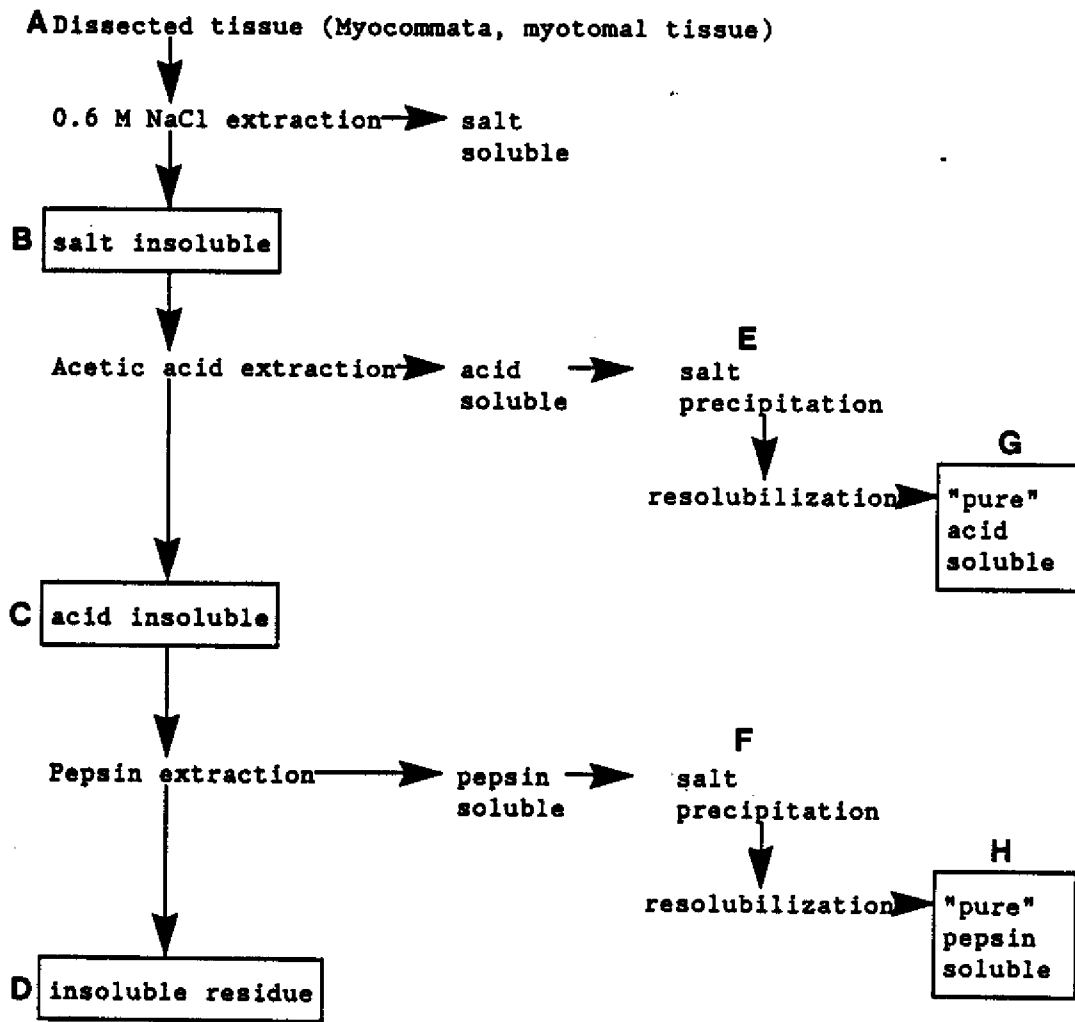 A Dissected tissue (Myocommata, myotomal tissue)
0.6 M NaCl extraction
salt
soluble
B
salt insoluble
E
Acetic acid extraction
acid
soluble
salt
precipitation
G
resolubilization
"pure"
acid
soluble
C
acid insoluble
F
Pepsin extraction
pepsin
soluble
salt
precipitation
H
resolubilization
"pure"
pepsin
soluble
D
insoluble residue